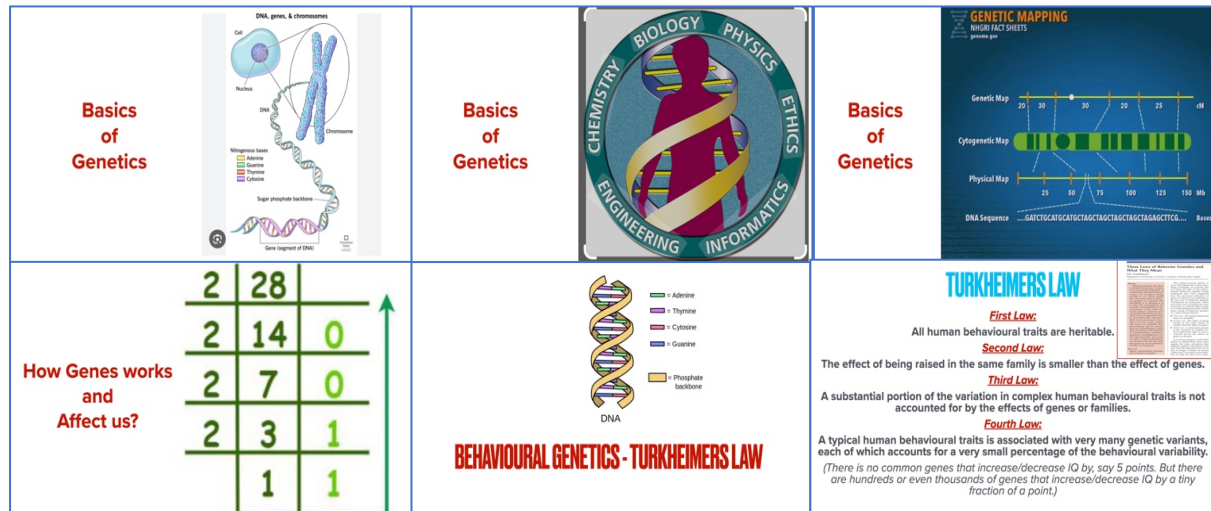 Basics
of
Genetics
DNA, genes, & chromosomes
Cell
Nucleus
DNA
Chromosome
Nitrogenous bases
Adenine
Guanine
Thymine
Cytosine
Sugar phosphate backbone
Gene (segment of DNA)
Basics
of
Genetics
CHEMISTRY
BIOLOGY
PHYSICS
ETHICS
INFORMATICS
ENGINEERING
Basics
of
Genetics
GENETIC MAPPING
NHGRI FACT SHEETS
genome.gov
Genetic Map
20 30 30 20 25 30 cM
Cytogenetic Map
Physical Map
25 50 75 100 125 150 Mb
DNA Sequence
How Genes works
and
Affect us?
2 28
2 14 0
2 7 0
2 3 1
1 1
= Adenine
= Thymine
= Cytosine
= Guanine
= Phosphate
backbone
DNA
BEHAVIOURAL GENETICS - TURKHEIMERS LAW
TURKHEIMERS LAW
Three Laws of Behavior Genetics and
What They Mean
First Law:
All human behavioural traits are heritable.
Second Law:
The effect of being raised in the same family is smaller than the effect of genes.
Third Law:
A substantial portion of the variation in complex human behavioural traits is not
accounted for by the effects of genes or families.
Fourth Law:
A typical human behavioural traits is associated with very many genetic variants,
each of which accounts for a very small percentage of the behavioural variability.
(There is no common genes that increase/decrease IQ by, say 5 points. But there
are hundreds or even thousands of genes that increase/decrease IQ by a tiny
fraction of a point.)